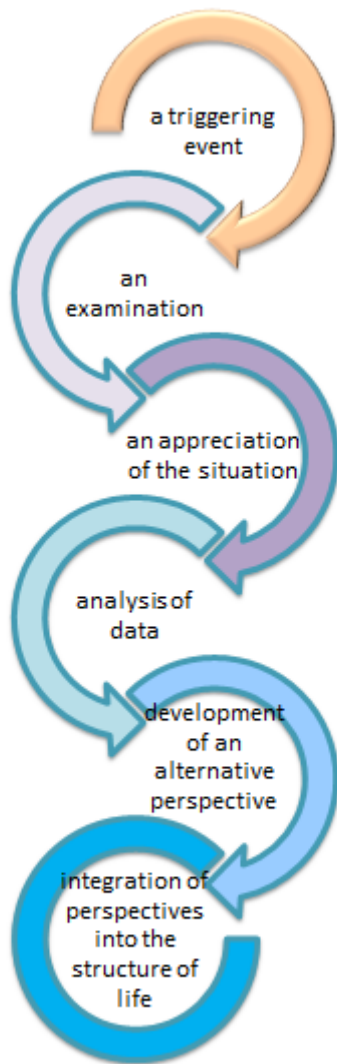 a triggering
event
an
examination
an appreciation
of the situation
analysis of
data
development
of an
alternative
perspective
integration of
perspectives
into the
structure of
life